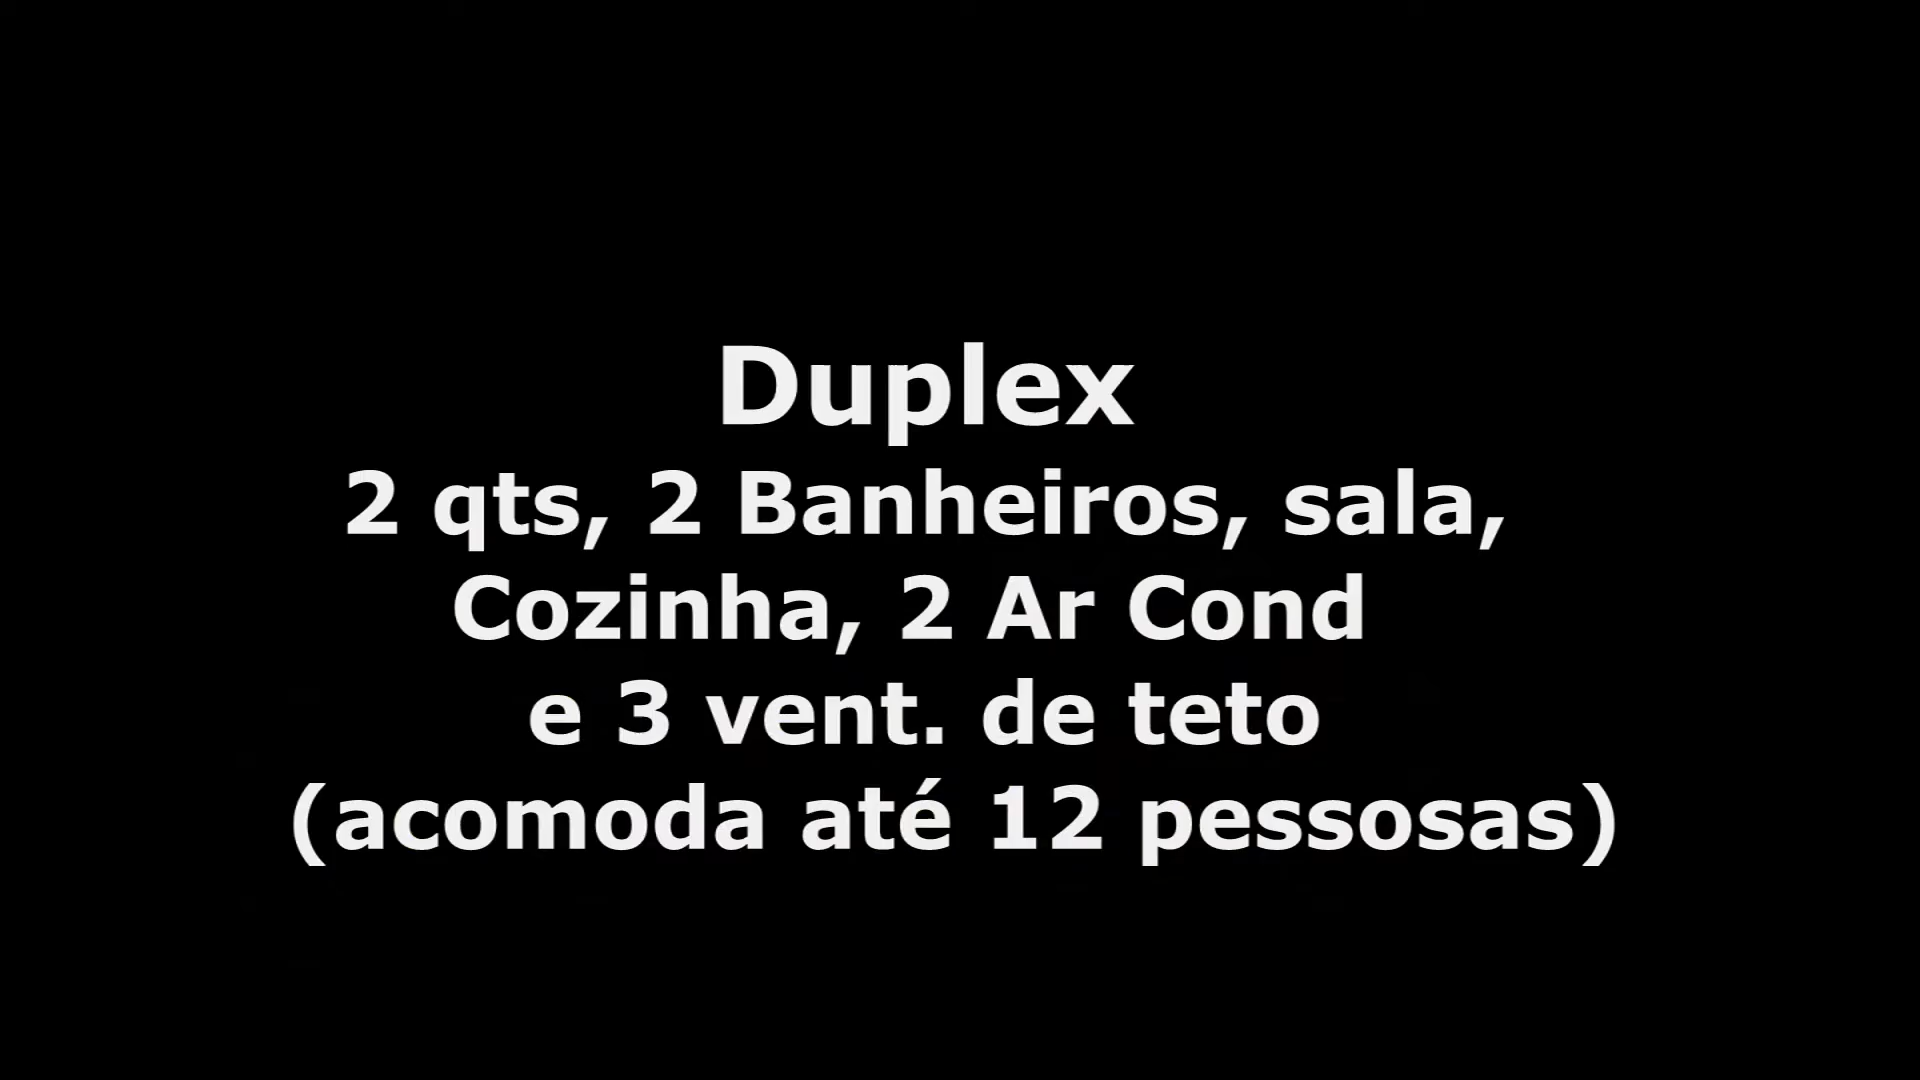 Duplex
2 qts, 2 Banheiros, sala,
Cozinha, 2 Ar Cond
e 3 vent. de teto
(acomoda até 12 pessosas)